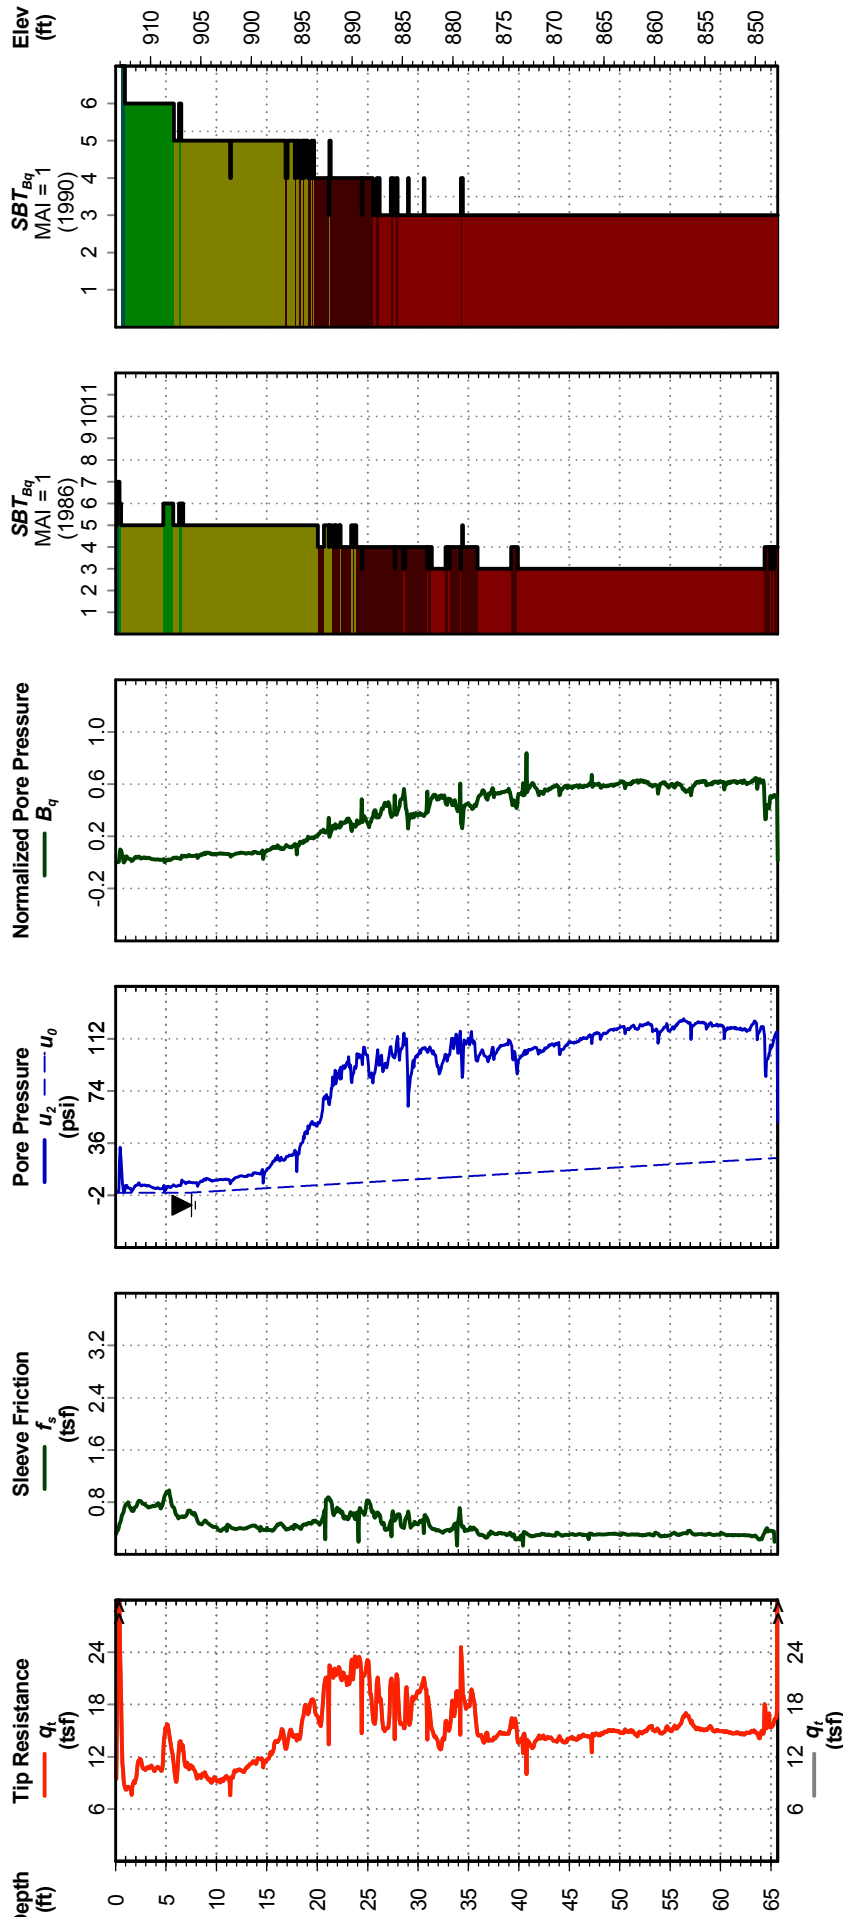 Depth
(ft)
0
5
10
15
20
25
30
35
40
45
50
55
60
65
Tip Resistance
qt
(tsf)
6 12 18 24
6 12 18 24
qt
(tsf)
Sleeve Friction
fs
(tsf)
0.8 1.6 2.4 3.2
Pore Pressure
u2 u0
(psi)
-2 36 74 112
Normalized Pore Pressure
Bq
-0.2 0.2 0.6 1.0
SBTBq
MAI = 1
(1986)
1 2 3 4 5 6 7 8 9 10 11
SBTBq
MAI = 1
(1990)
1 2 3 4 5 6
Elev
(ft)
910
905
900
895
890
885
880
875
870
865
860
855
850